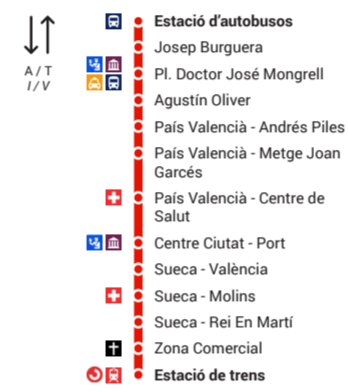 Estació d'autobusos
Josep Burguera
Pl. Doctor José Mongrell
A / T
I / V
Agustín Oliver
País Valencià - Andrés Piles
País Valencià - Metge Joan
Garcés
País Valencià - Centre de
Salut
Centre Ciutat - Port
Sueca - València
Sueca - Molins
Sueca - Rei En Martí
Zona Comercial
Estació de trens